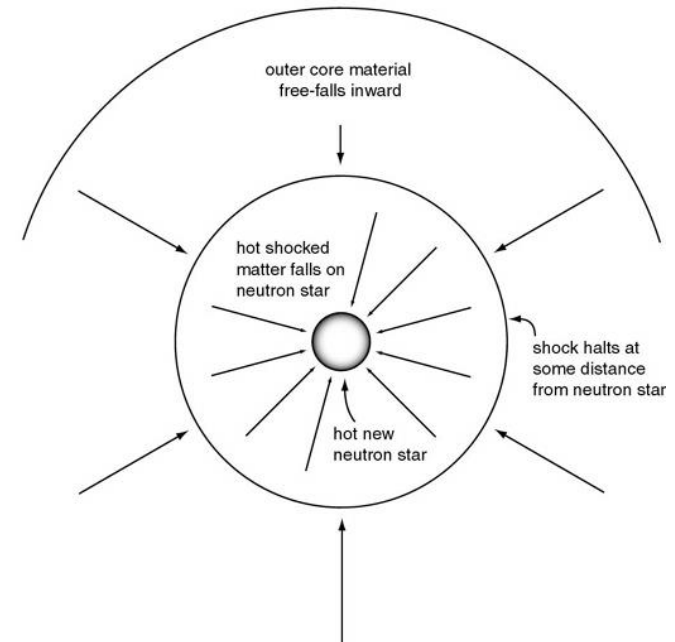 outer core material
free-falls inward
hot shocked
matter falls on
neutron star
shock halts at
some distance
from neutron star
hot new
neutron star